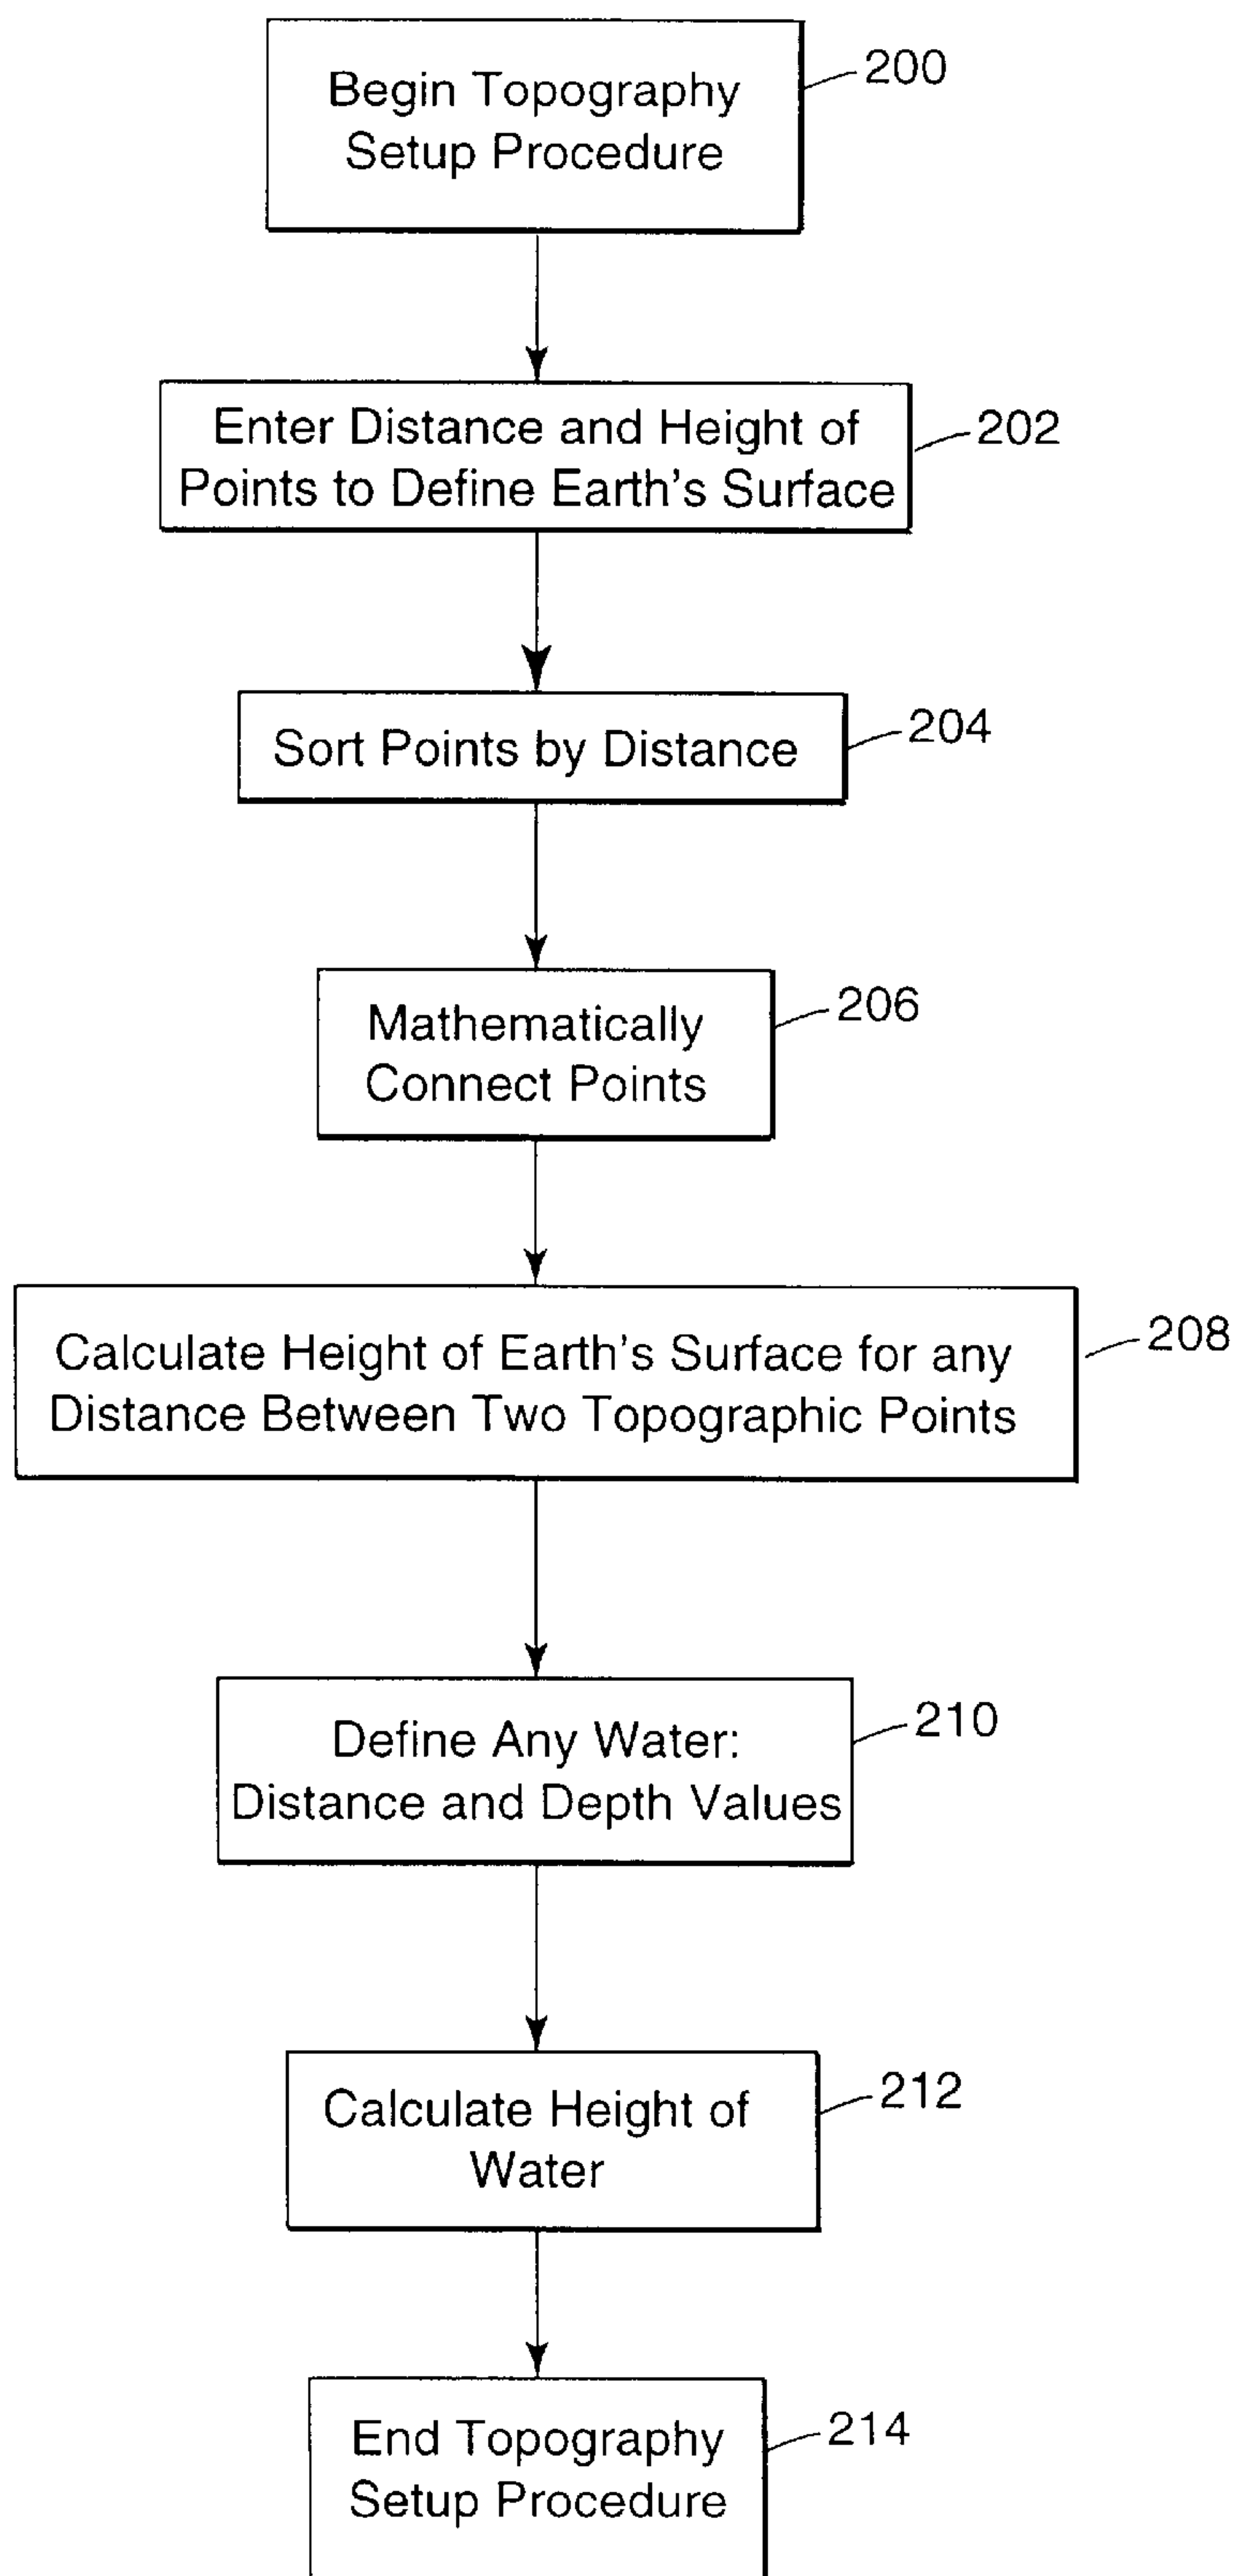 Begin Topography
Setup Procedure
200
Enter Distance and Height of
Points to Define Earth's Surface
202
Sort Points by Distance
204
Mathematically
Connect Points
206
Calculate Height of Earth's Surface for any
Distance Between Two Topographic Points
208
Define Any Water:
Distance and Depth Values
210
Calculate Height of
Water
212
End Topography
Setup Procedure
214